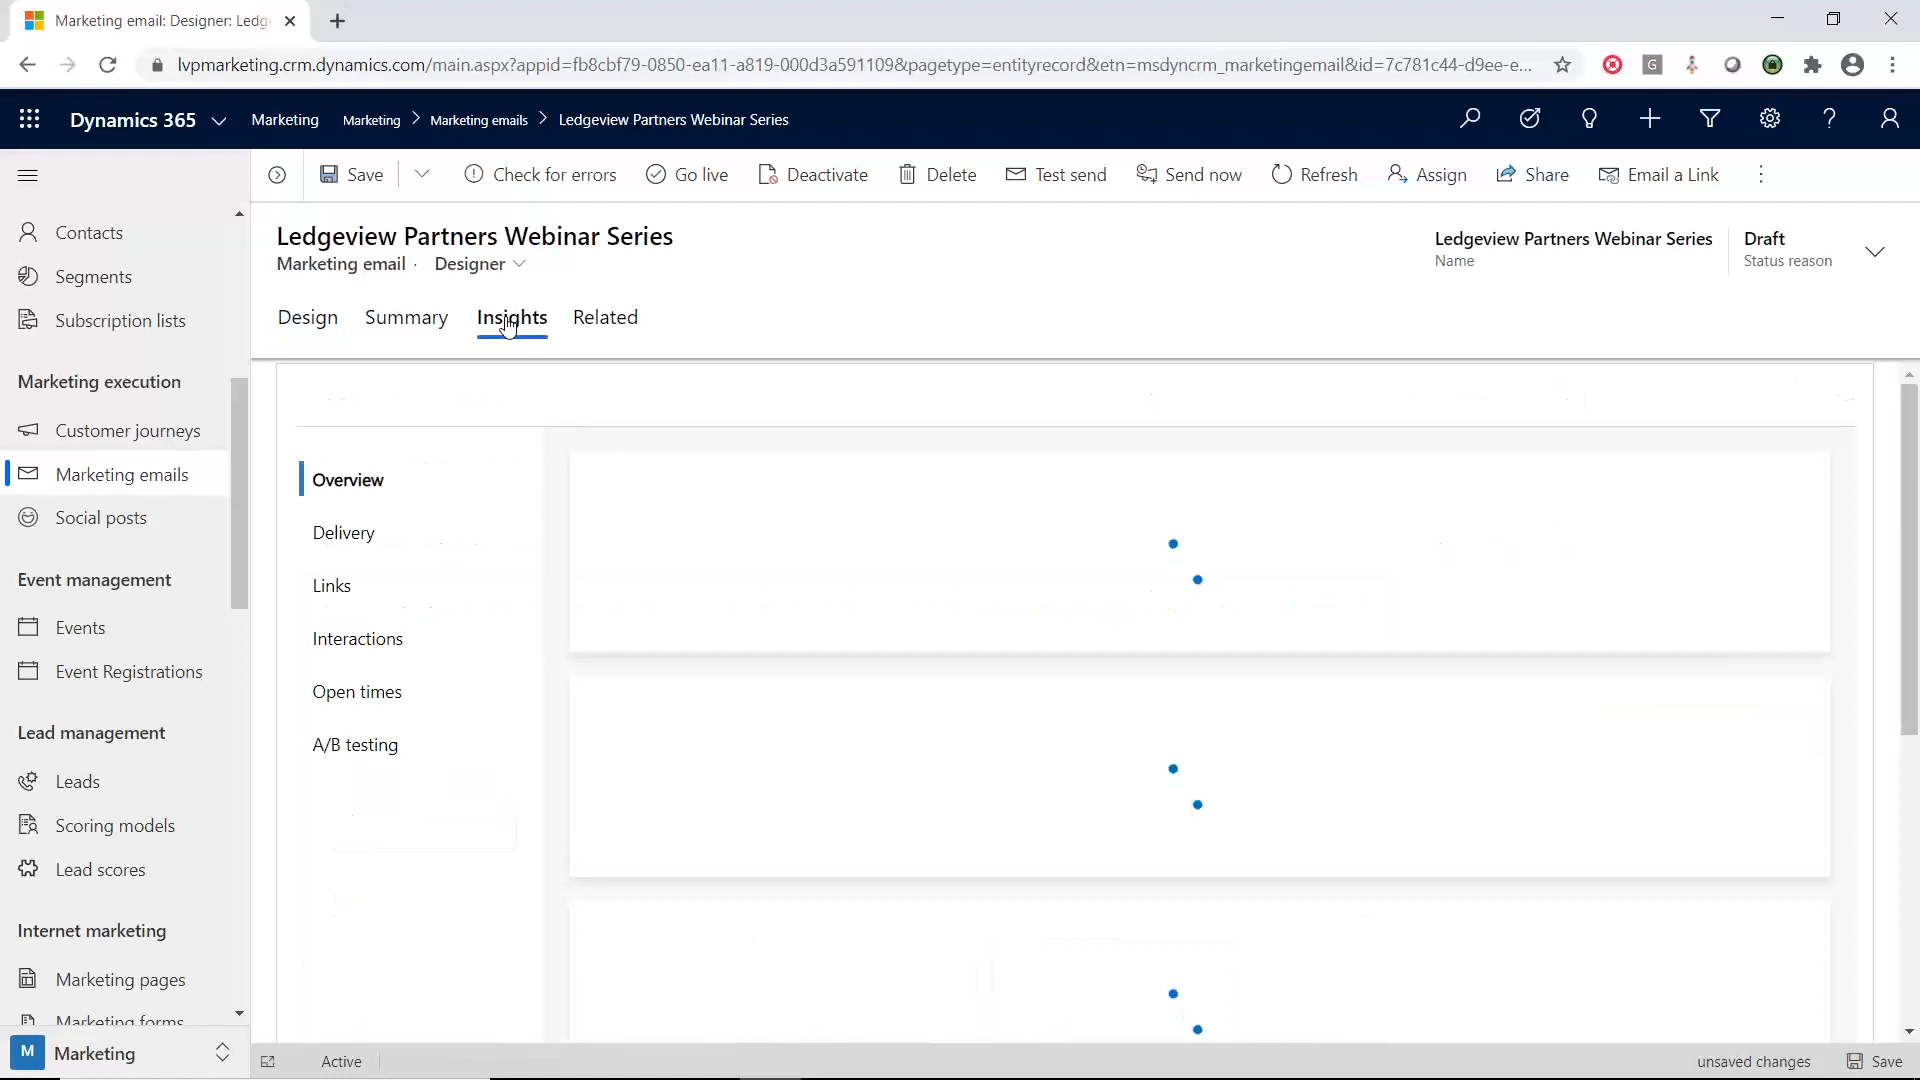 Marketing email: Designer: Ledg
lvpmarketing.crm.dynamics.com/main.aspx?appid=fb8cbf79-0850-ea11-a819-000d3a591109&pagetype=entityrecord&etn=msdyncrm_marketingemail&id=7c781c44-d9ee-e...
G
Dynamics 365 Marketing Marketing > Marketing emails > Ledgeview Partners Webinar Series
Save Check for errors Go live Deactivate Delete Test send Send now Refresh Assign Share Email a Link
Contacts
Segments
Subscription lists
Marketing execution
Customer journeys
Marketing emails
Social posts
Event management
Events
Event Registrations
Lead management
Leads
Scoring models
Lead scores
Internet marketing
Marketing pages
Marketing forms
M Marketing
Ledgeview Partners Webinar Series
Marketing email · Designer
Ledgeview Partners Webinar Series
Name
Draft
Status reason
Design Summary Insights Related
Overview
Delivery
Links
Interactions
Open times
A/B testing
Active
unsaved changes Save